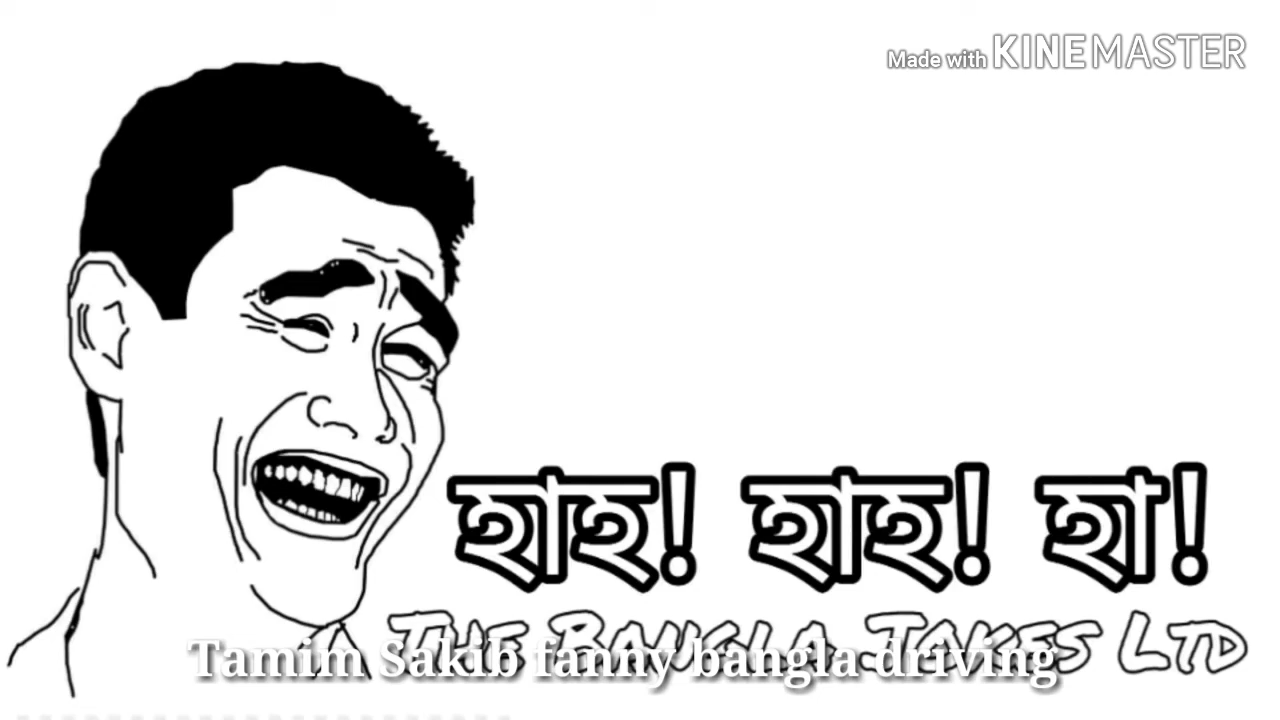 Made with KINEMASTER
হাহ! হাহ! হা!
The Bangla Jokes Ltd
Tamim Sakib fanny bangla driving